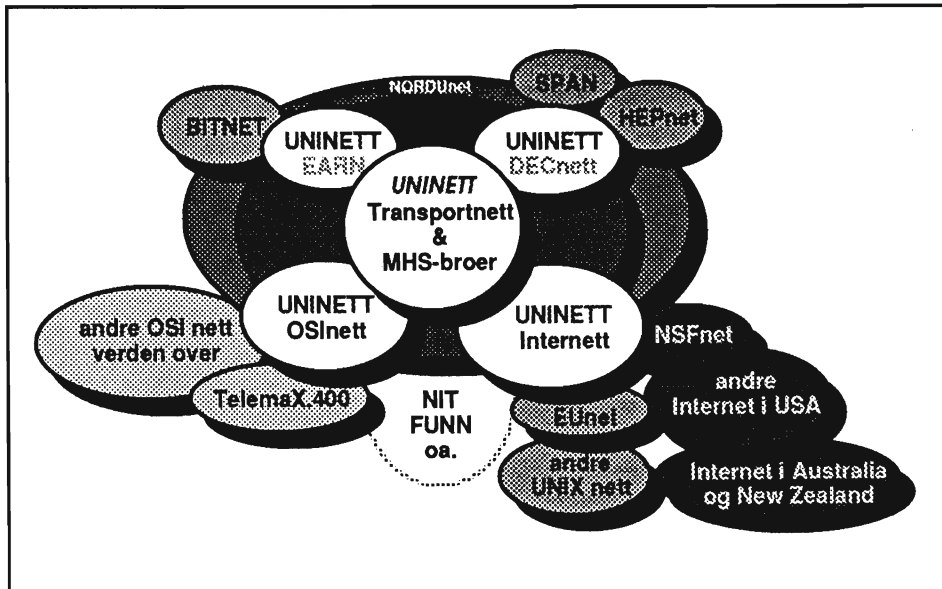 NORDUnet
SPAN
HEPnet
BITNET
UNINETT
EARN
UNINETT
DECnett
UNINETT
Transportnett
&
MHS-broer
UNINETT
OSInett
UNINETT
Internett
andre OSI nett
verden over
TelemaX.400
NIT
FUNN
oa.
NSFnet
andre
Internet i USA
EUnet
andre
UNIX nett
Internet i Australia
og New Zealand